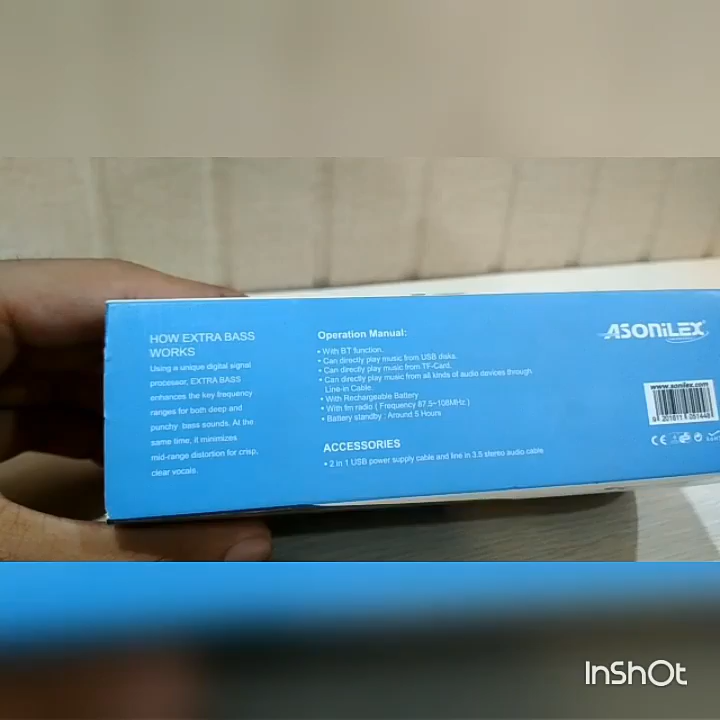 HOW EXTRA BASS
WORKS
Using a unique digital signal
processor, EXTRA BASS
enhances the key frequency
ranges for both deep and
punchy bass sounds. At the
same time, it minimizes
mid-range distortion for crisp,
clear vocals.
Operation Manual:
• With BT function.
• Can directly play music from USB disks.
• Can directly play music from TF-Card.
• Can directly play music from all kinds of audio devices through
Line-in Cable.
• With Rechargeable Battery
• With fm radio ( Frequency 87.5~108MHz )
• Battery standby : Around 5 Hours
ACCESSORIES
• 2 in 1 USB power supply cable and line in 3.5 stereo audio cable
ASONILEX
www.asnilex.com
CE
InShOt